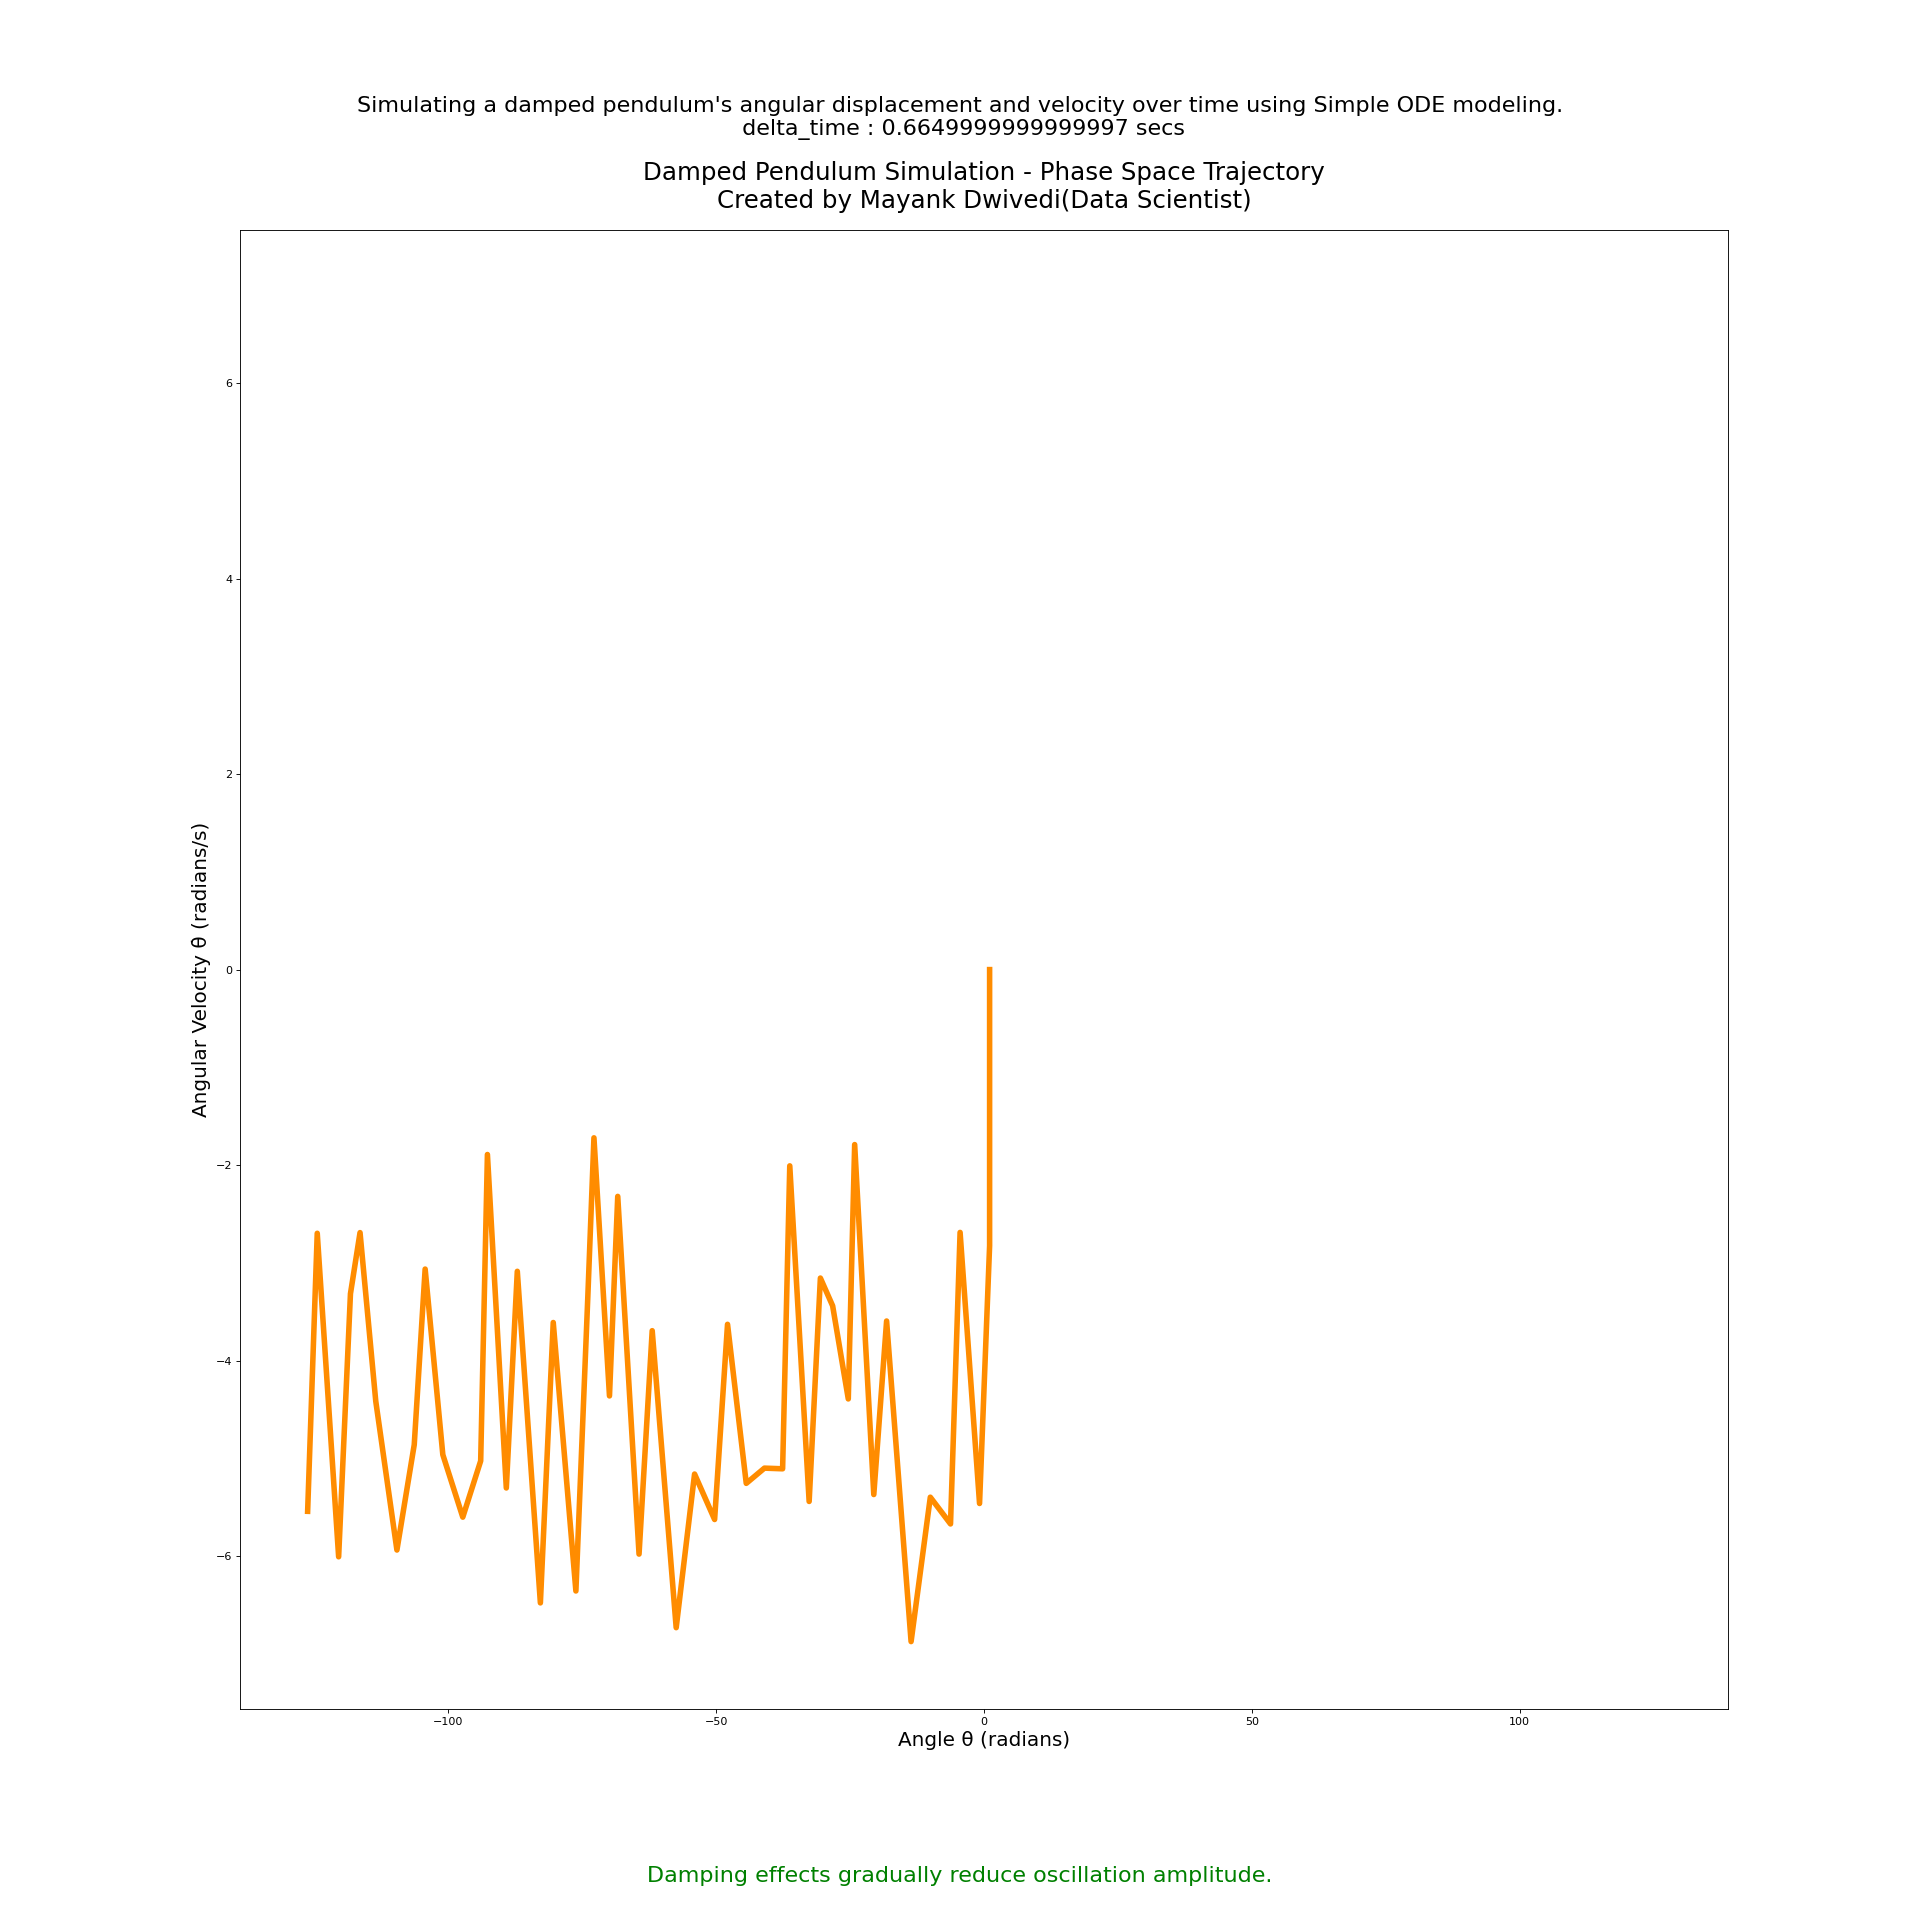 Simulating a damped pendulum's angular displacement and velocity over time using Simple ODE modeling.
delta_time : 0.6649999999999997 secs
Damped Pendulum Simulation - Phase Space Trajectory
Created by Mayank Dwivedi(Data Scientist)
6
4
2
0
−2
−4
−6
Angular Velocity θ̇ (radians/s)
−100
−50
0
50
100
Angle θ (radians)
Damping effects gradually reduce oscillation amplitude.